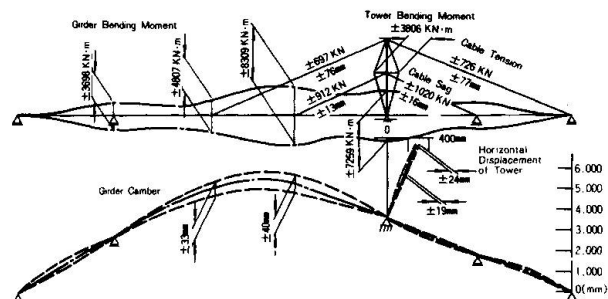 Girder Bending Moment
Tower Bending Moment
±3806 KN·m
Cable Tension
±3698 KN·m
±4807 KN·m
±8309 KN·m
±697 KN
±76mm
±726 KN
±77mm
Cable Sag
±912 KN
±13mm
±1020 KN
±16mm
0
±7259 KN·m
400mm
Horizontal
Displacement
of Tower
±24mm
±19mm
Girder Camber
±33mm
±40mm
6.000
5.000
4.000
3.000
2.000
1.000
0(mm)